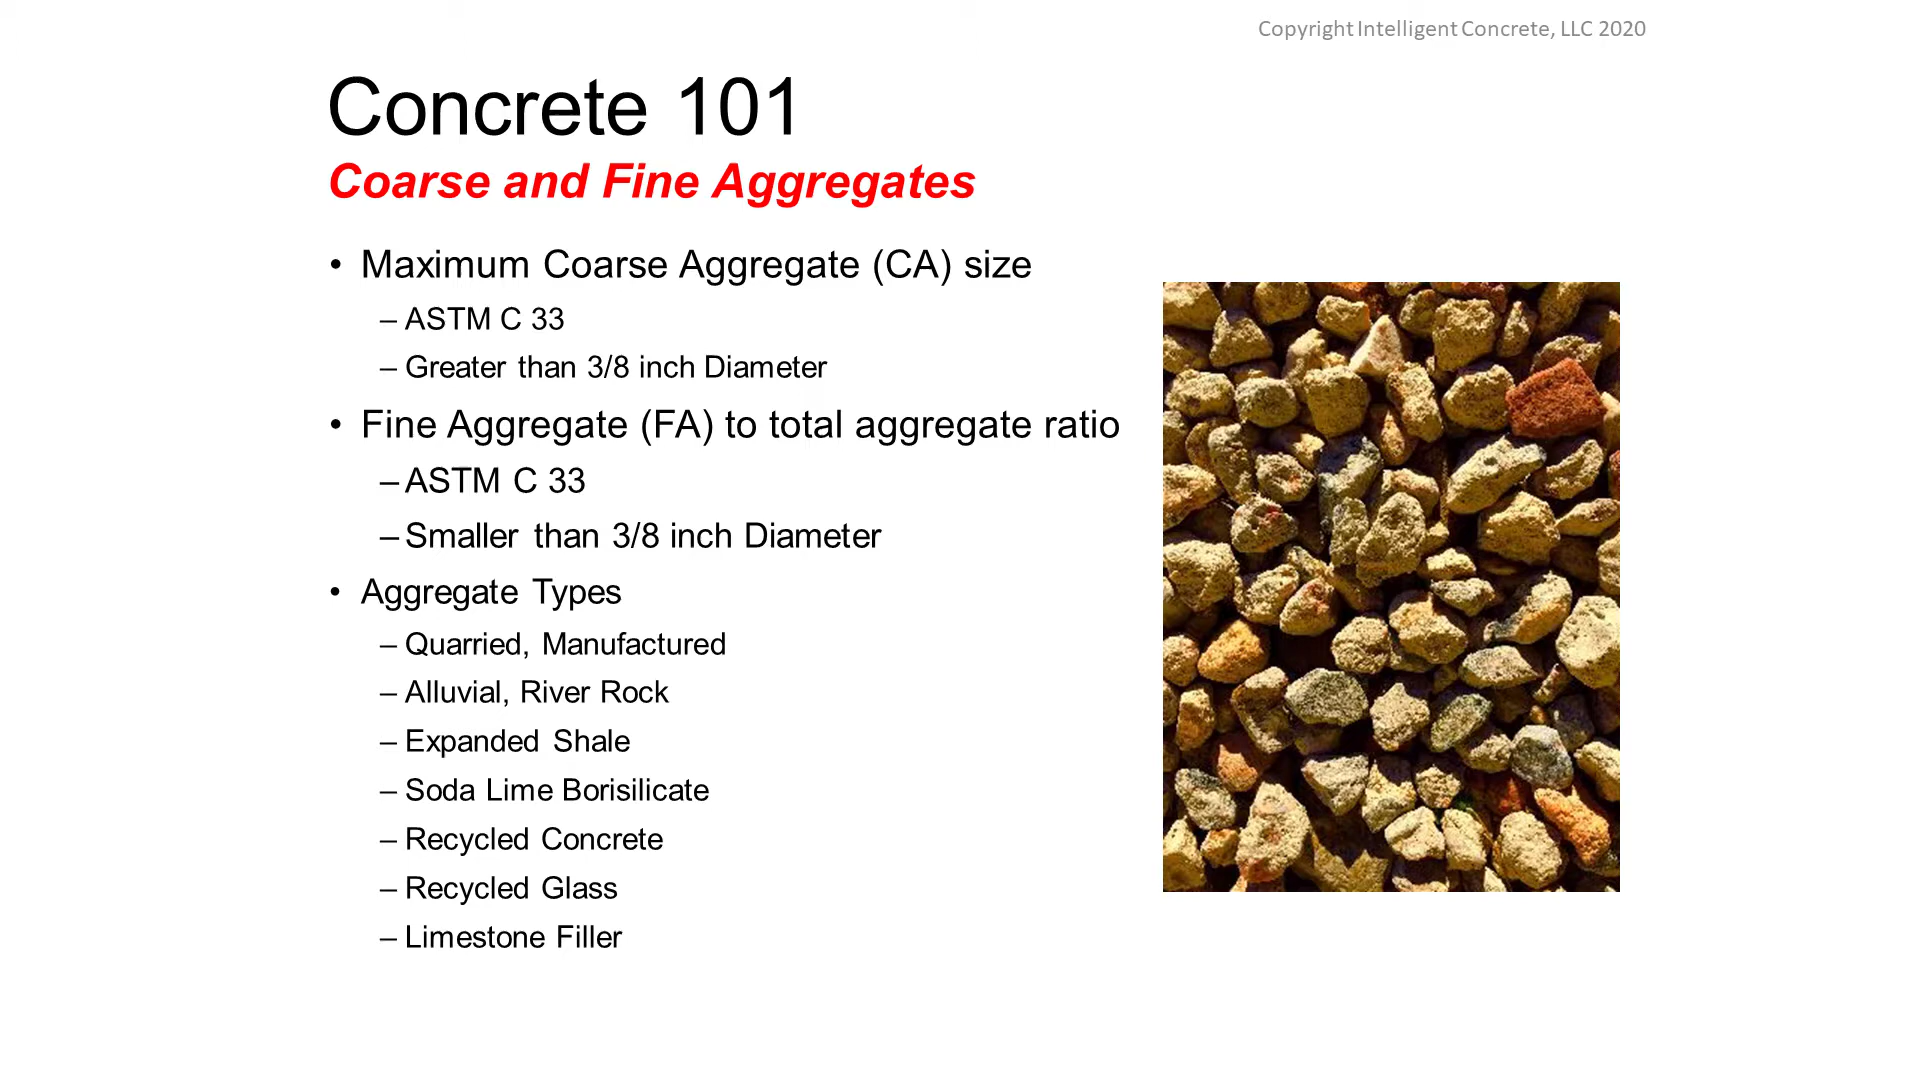 Copyright Intelligent Concrete, LLC 2020
Concrete 101
Coarse and Fine Aggregates
• Maximum Coarse Aggregate (CA) size
– ASTM C 33
– Greater than 3/8 inch Diameter
• Fine Aggregate (FA) to total aggregate ratio
– ASTM C 33
– Smaller than 3/8 inch Diameter
• Aggregate Types
– Quarried, Manufactured
– Alluvial, River Rock
– Expanded Shale
– Soda Lime Borisilicate
– Recycled Concrete
– Recycled Glass
– Limestone Filler